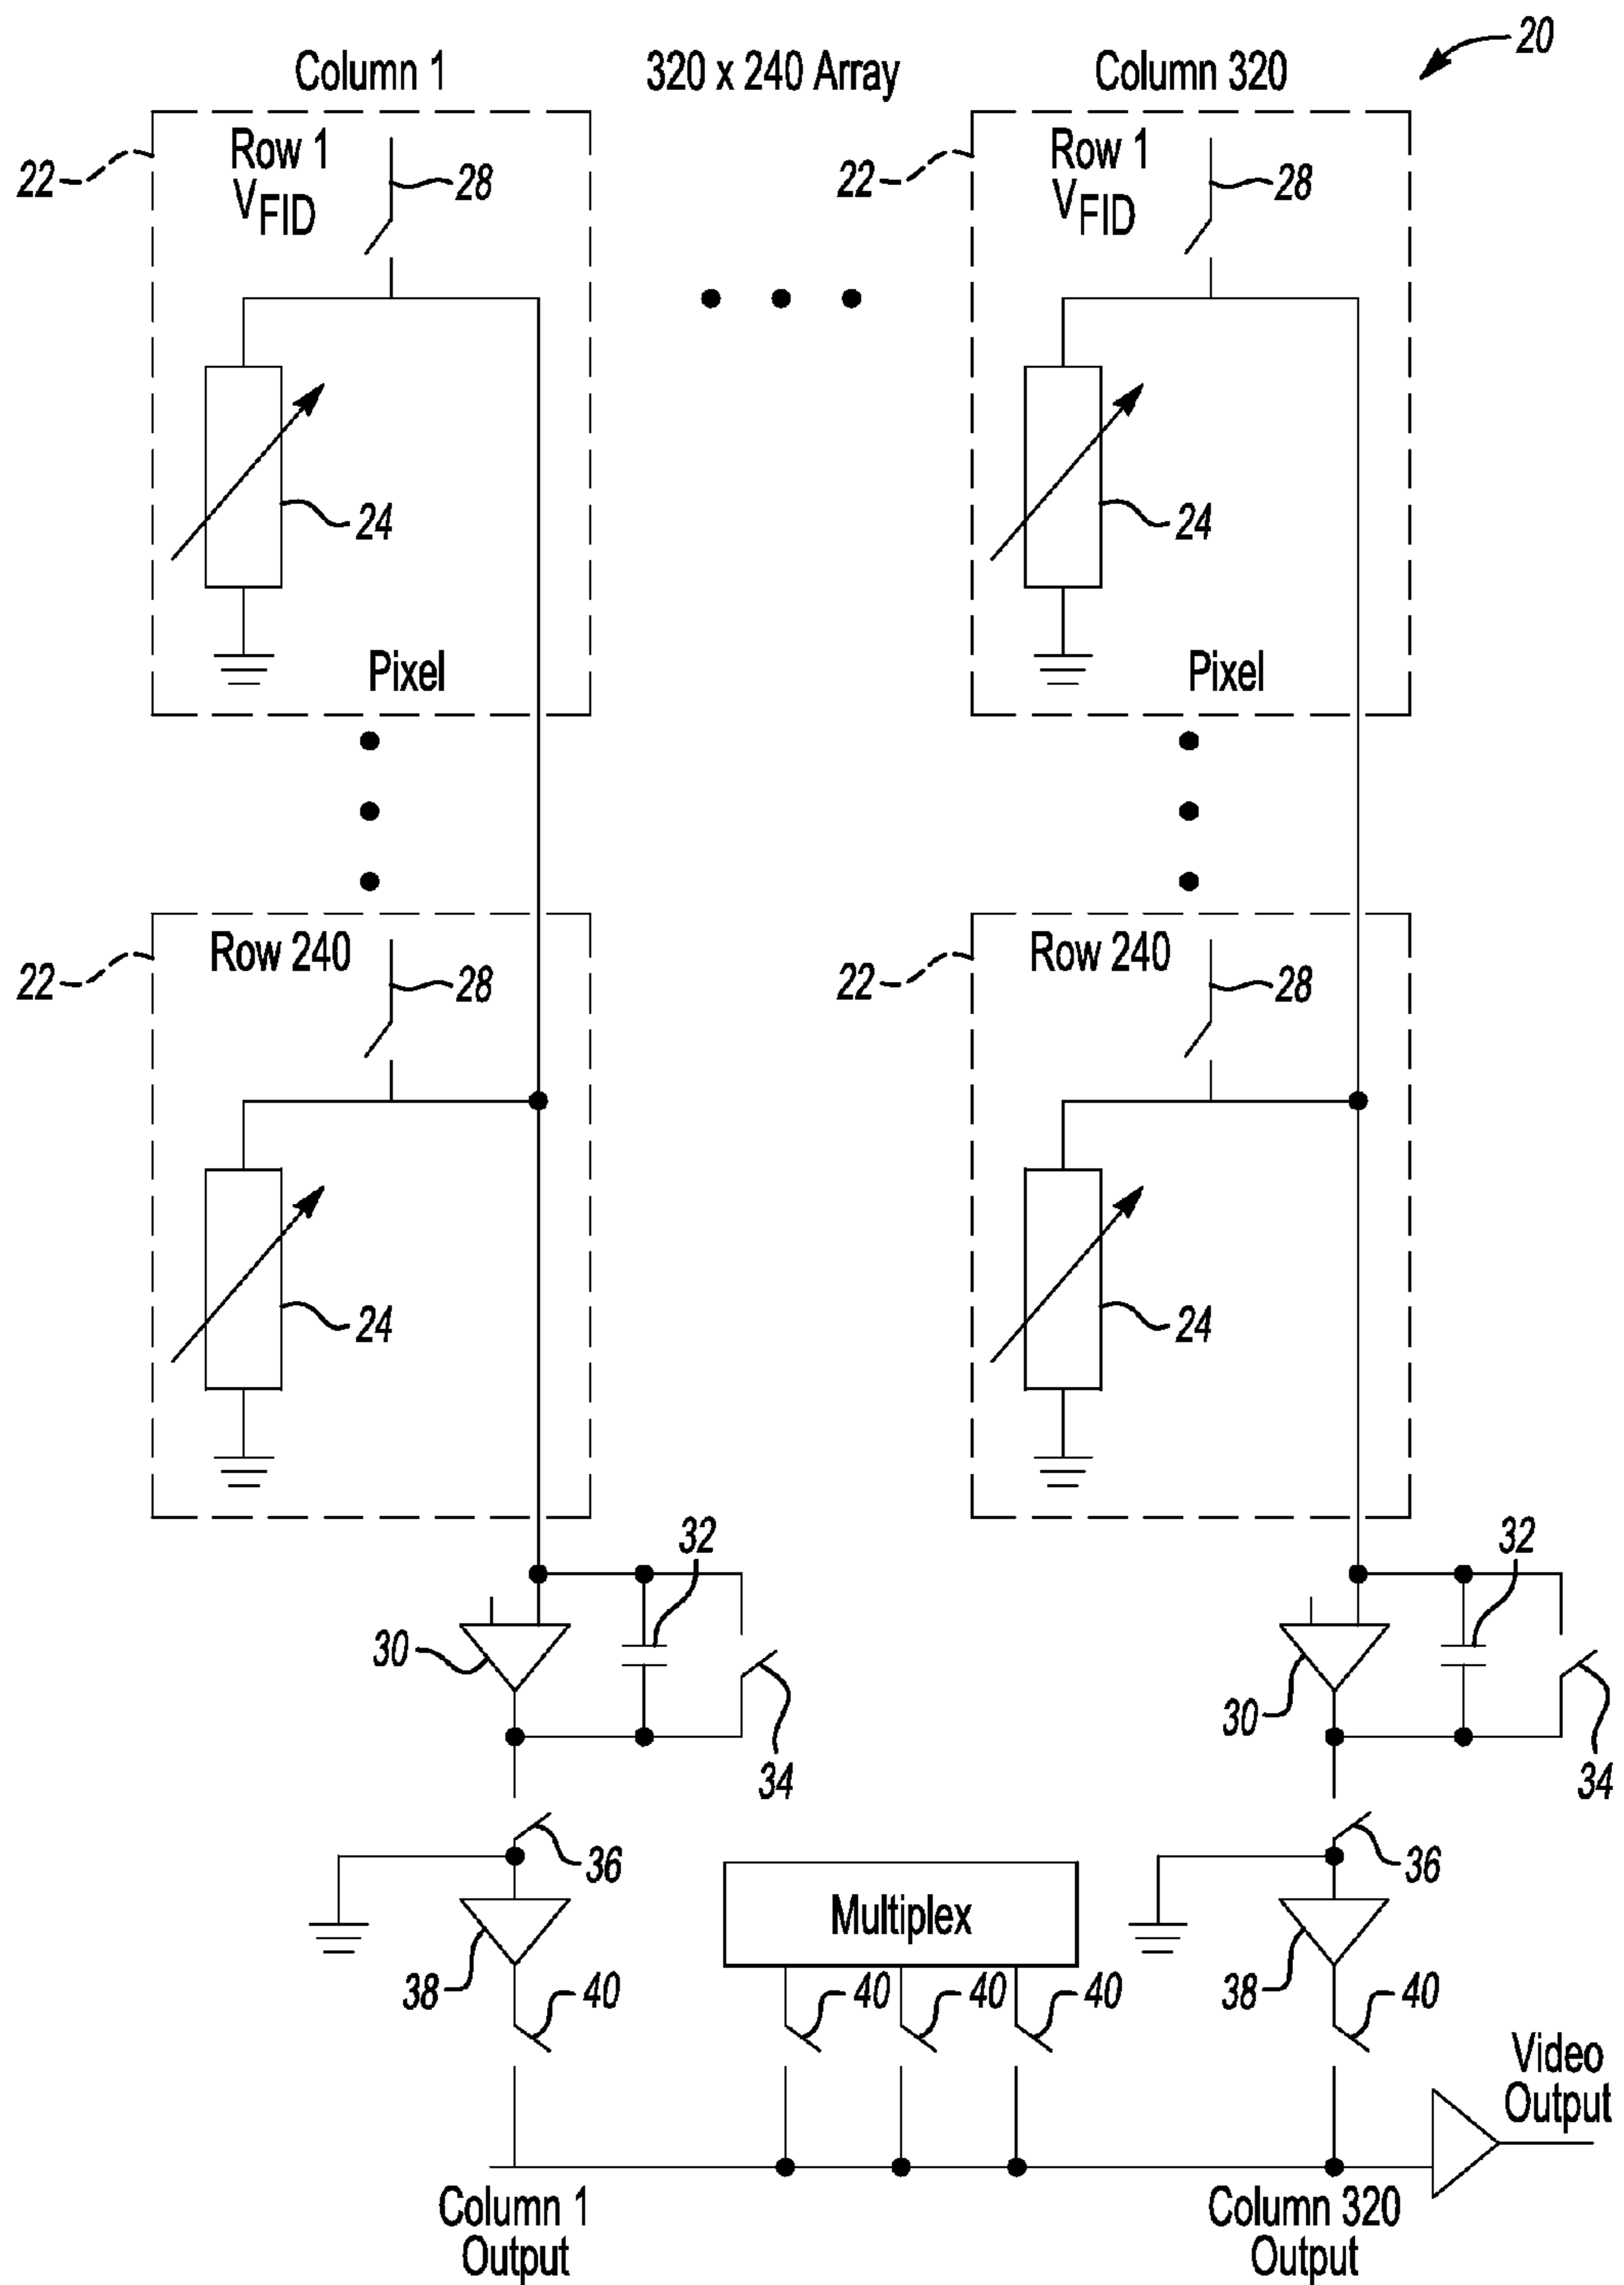 20
Column 1
320 x 240 Array
Column 320
22
Row 1
VFID
28
22
Row 1
VFID
28
24
24
Pixel
Pixel
22
Row 240
28
22
Row 240
28
24
24
32
32
30
30
34
34
36
36
Multiplex
38
40
40
40
40
38
40
Video
Output
Column 1
Output
Column 320
Output